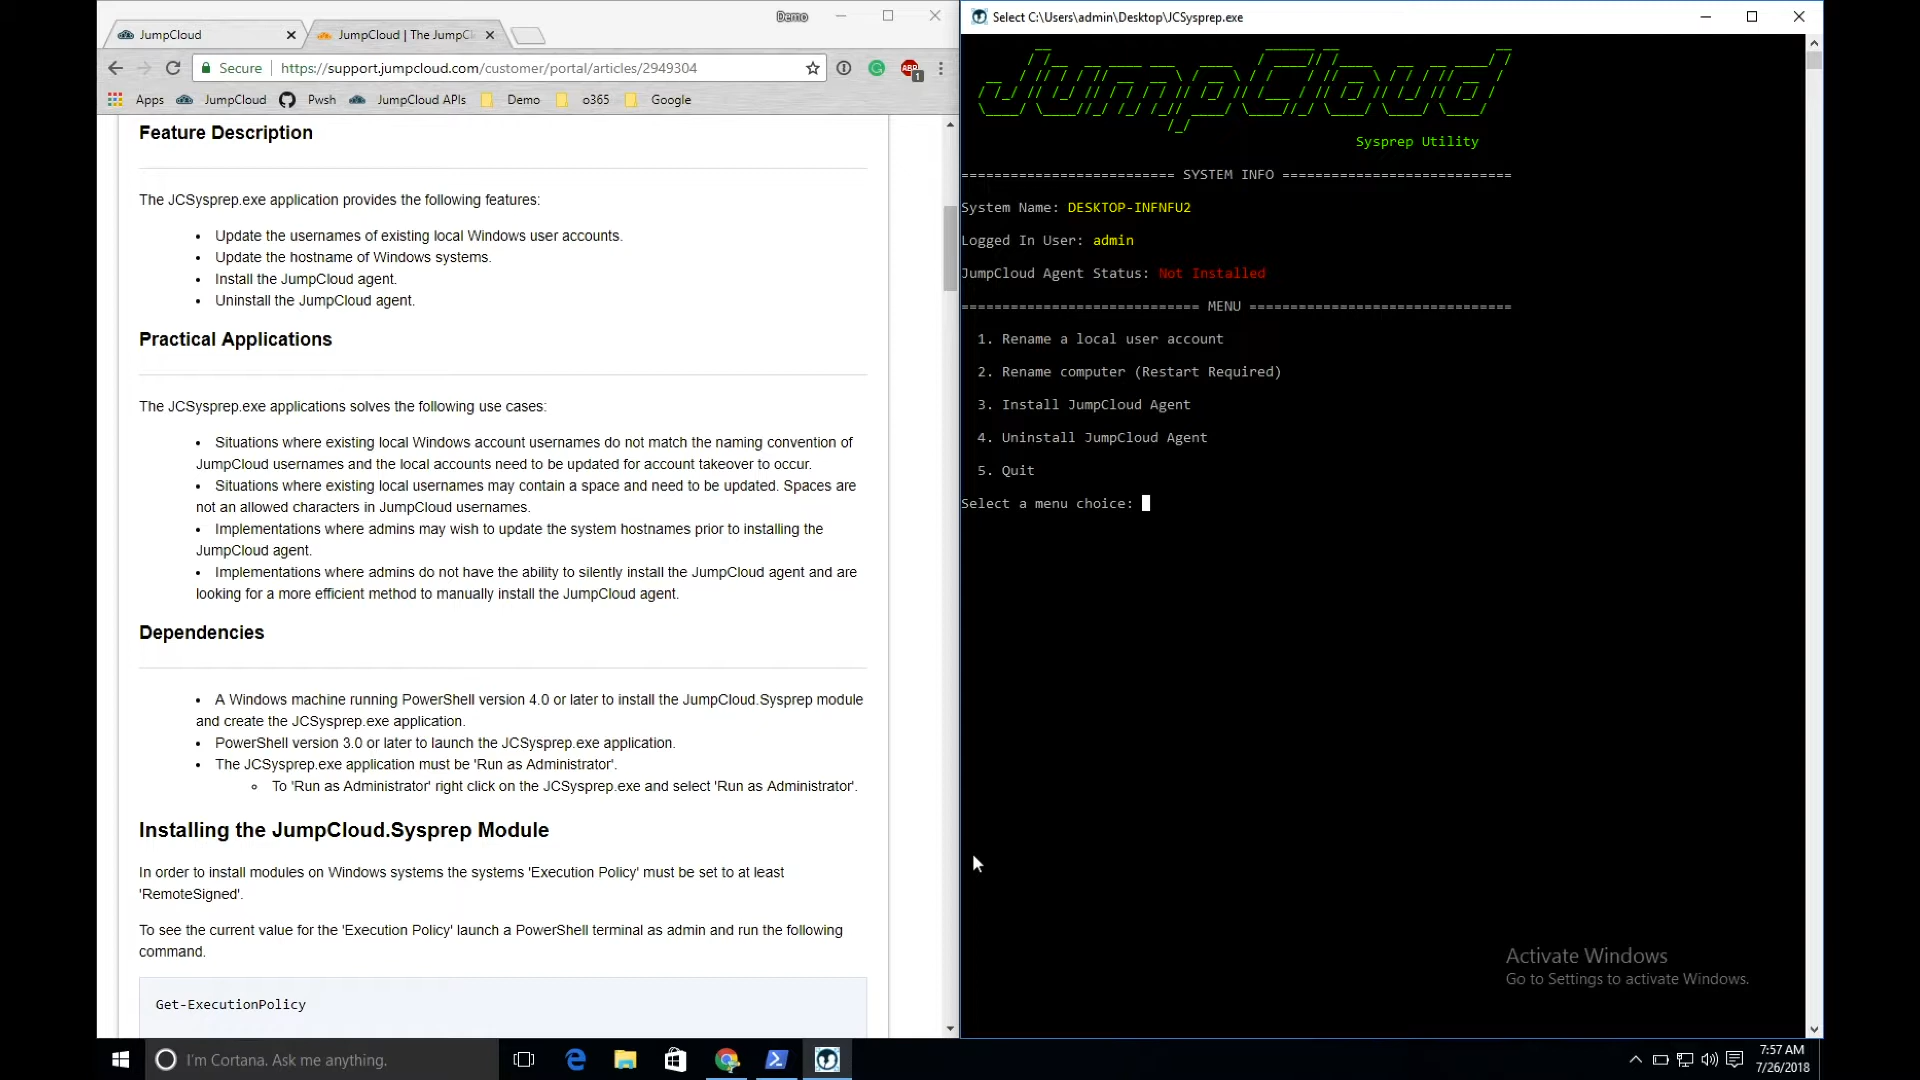 Demo
JumpCloud
JumpCloud | The JumpCl
Secure
https://support.jumpcloud.com/customer/portal/articles/2949304
ABP
1
Apps
JumpCloud
Pwsh
JumpCloud APIs
Demo
o365
Google
Feature Description
The JCSysprep.exe application provides the following features:
• Update the usernames of existing local Windows user accounts.
• Update the hostname of Windows systems.
• Install the JumpCloud agent.
• Uninstall the JumpCloud agent.
Practical Applications
The JCSysprep.exe applications solves the following use cases:
• Situations where existing local Windows account usernames do not match the naming convention of
JumpCloud usernames and the local accounts need to be updated for account takeover to occur.
• Situations where existing local usernames may contain a space and need to be updated. Spaces are
not an allowed characters in JumpCloud usernames.
• Implementations where admins may wish to update the system hostnames prior to installing the
JumpCloud agent.
• Implementations where admins do not have the ability to silently install the JumpCloud agent and are
looking for a more efficient method to manually install the JumpCloud agent.
Dependencies
• A Windows machine running PowerShell version 4.0 or later to install the JumpCloud.Sysprep module
and create the JCSysprep.exe application.
• PowerShell version 3.0 or later to launch the JCSysprep.exe application.
• The JCSysprep.exe application must be 'Run as Administrator'.
◦ To 'Run as Administrator' right click on the JCSysprep.exe and select 'Run as Administrator'.
Installing the JumpCloud.Sysprep Module
In order to install modules on Windows systems the systems 'Execution Policy' must be set to at least
'RemoteSigned'.
To see the current value for the 'Execution Policy' launch a PowerShell terminal as admin and run the following
command.
Get-ExecutionPolicy
Select C:\Users\admin\Desktop\JCSysprep.exe
JumpCloud
Sysprep Utility
========================== SYSTEM INFO ============================
System Name: DESKTOP-INFNFU2
Logged In User: admin
JumpCloud Agent Status: Not Installed
============================= MENU ================================
1. Rename a local user account
2. Rename computer (Restart Required)
3. Install JumpCloud Agent
4. Uninstall JumpCloud Agent
5. Quit
Select a menu choice:
Activate Windows
Go to Settings to activate Windows.
I'm Cortana. Ask me anything.
7:57 AM
7/26/2018